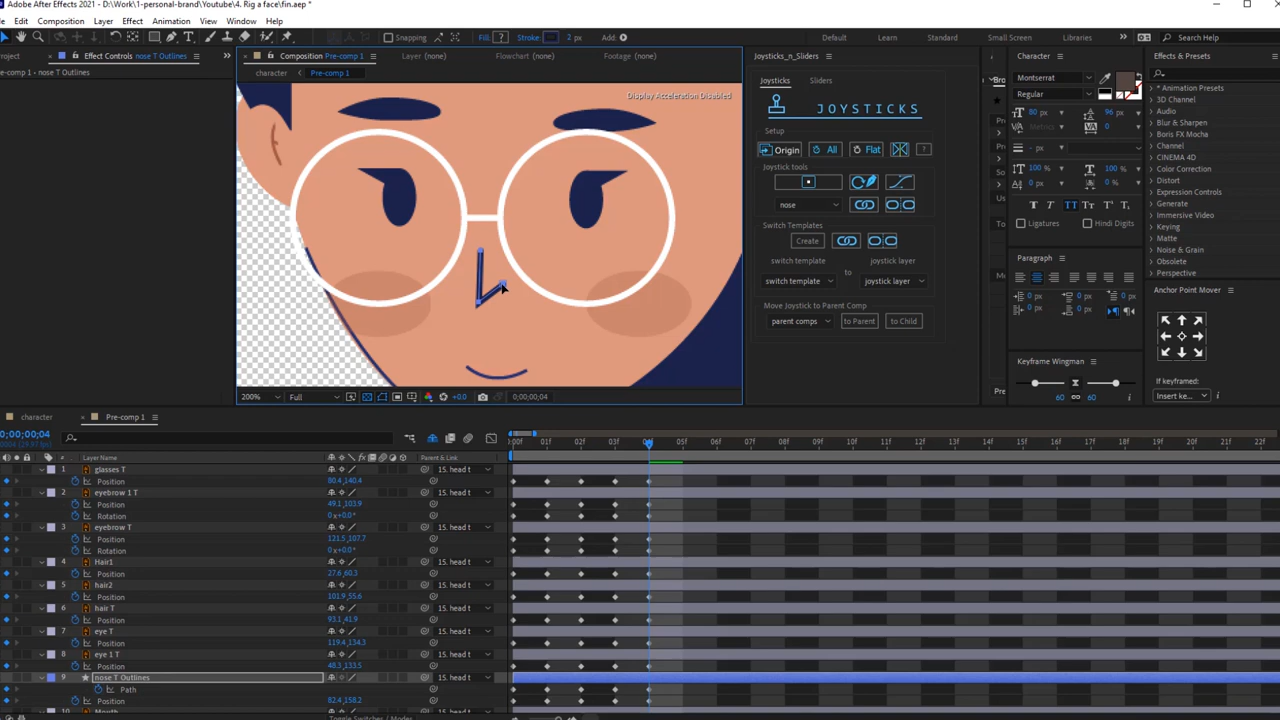 Adobe After Effects 2021 - D:\Work\1-personal-brand\Youtube\4. Rig a face\fin.aep *
Edit Composition Layer Effect Animation View Window Help
Snapping Fill: ? Stroke: 2 px Add: Default Learn Standard Small Screen Libraries Search Help
Effect Controls nose T Outlines
Composition Pre-comp 1 Layer (none) Flowchart (none) Footage (none)
Joysticks_n_Sliders
Character
Effects & Presets
nose T Outlines
character Pre-comp 1
Display Acceleration Disabled
Joysticks Sliders
JOYSTICKS
Setup
Origin All Flat ?
Joystick tools
nose
Switch Templates
Create
switch template joystick layer
switch template to joystick layer
Move Joystick to Parent Comp
parent comps to Parent to Child
Montserrat
Regular
80 px 96 px
Metrics 0
- px
100 % 100 %
0 px 0 %
T T TT Tt T' T,
Ligatures Hindi Digits
Paragraph
0 px 0 px 0 px
0 px 0 px
Keyframe Wingman
60 60
* Animation Presets
3D Channel
Audio
Blur & Sharpen
Boris FX Mocha
Channel
CINEMA 4D
Color Correction
Distort
Expression Controls
Generate
Immersive Video
Matte
Noise & Grain
Obsolete
Perspective
Anchor Point Mover
If keyframed:
Insert ke...
200% Full +0.0 0;00;00;04
character Pre-comp 1
0;00;00;04
Layer Name Parent & Link
01f 02f 03f 04f 05f 06f 07f 08f 09f 10f 11f 12f 13f 14f 15f 16f 17f 18f 19f 20f 21f 22f
1 glasses T 15. head t
Position 80.4,140.4
2 eyebrow 1 T 15. head t
Position 49.1,103.9
Rotation 0x+0.0°
3 eyebrow T 15. head t
Position 121.5,107.7
Rotation 0x+0.0°
4 Hair1 15. head t
Position 27.6,60.3
5 hair2 15. head t
Position 101.9,55.6
6 hair T 15. head t
Position 93.1,41.9
7 eye T 15. head t
Position 119.4,134.3
8 eye 1 T 15. head t
Position 48.3,133.5
9 nose T Outlines 15. head t
Path
Position 82.4,158.2
10 Mouth
Toggle Switches / Modes